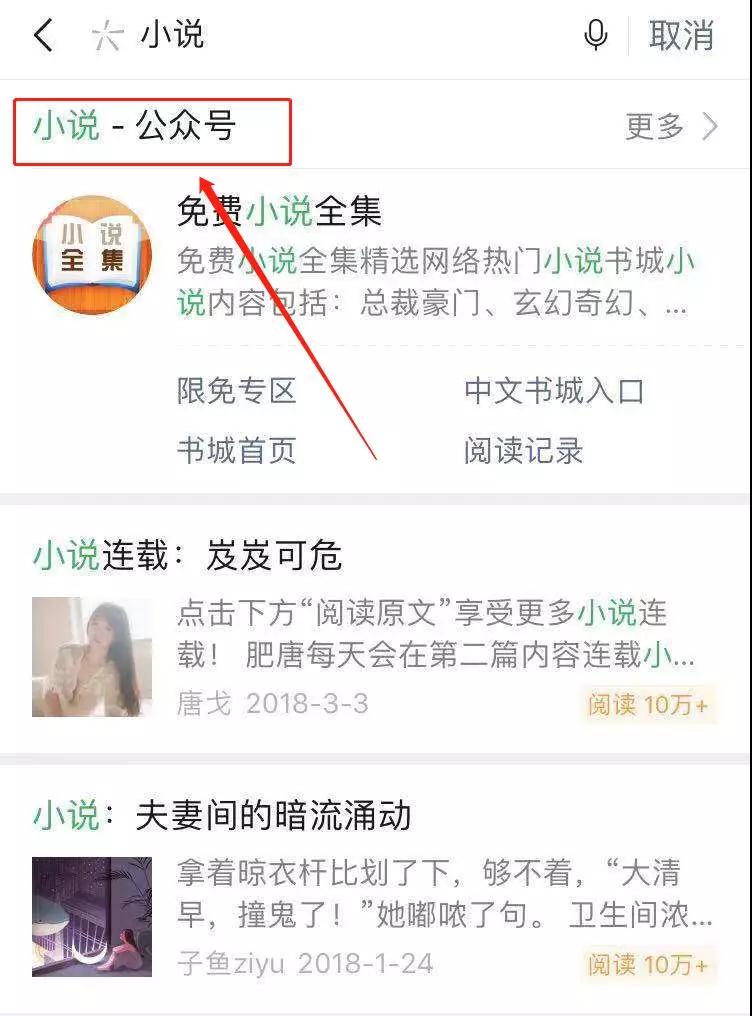 小说
取消
小说 - 公众号
更多
免费小说全集
小说
全集
免费小说全集精选网络热门小说书城小
说内容包括：总裁豪门、玄幻奇幻、...
限免专区
中文书城入口
书城首页
阅读记录
小说连载：岌岌可危
点击下方“阅读原文”享受更多小说连
载！ 肥唐每天会在第二篇内容连载小...
唐戈 2018-3-3
阅读 10万+
小说：夫妻间的暗流涌动
拿着晾衣杆比划了下，够不着，“大清
早，撞鬼了！”她嘟哝了句。 卫生间浓...
子鱼ziyu 2018-1-24
阅读 10万+